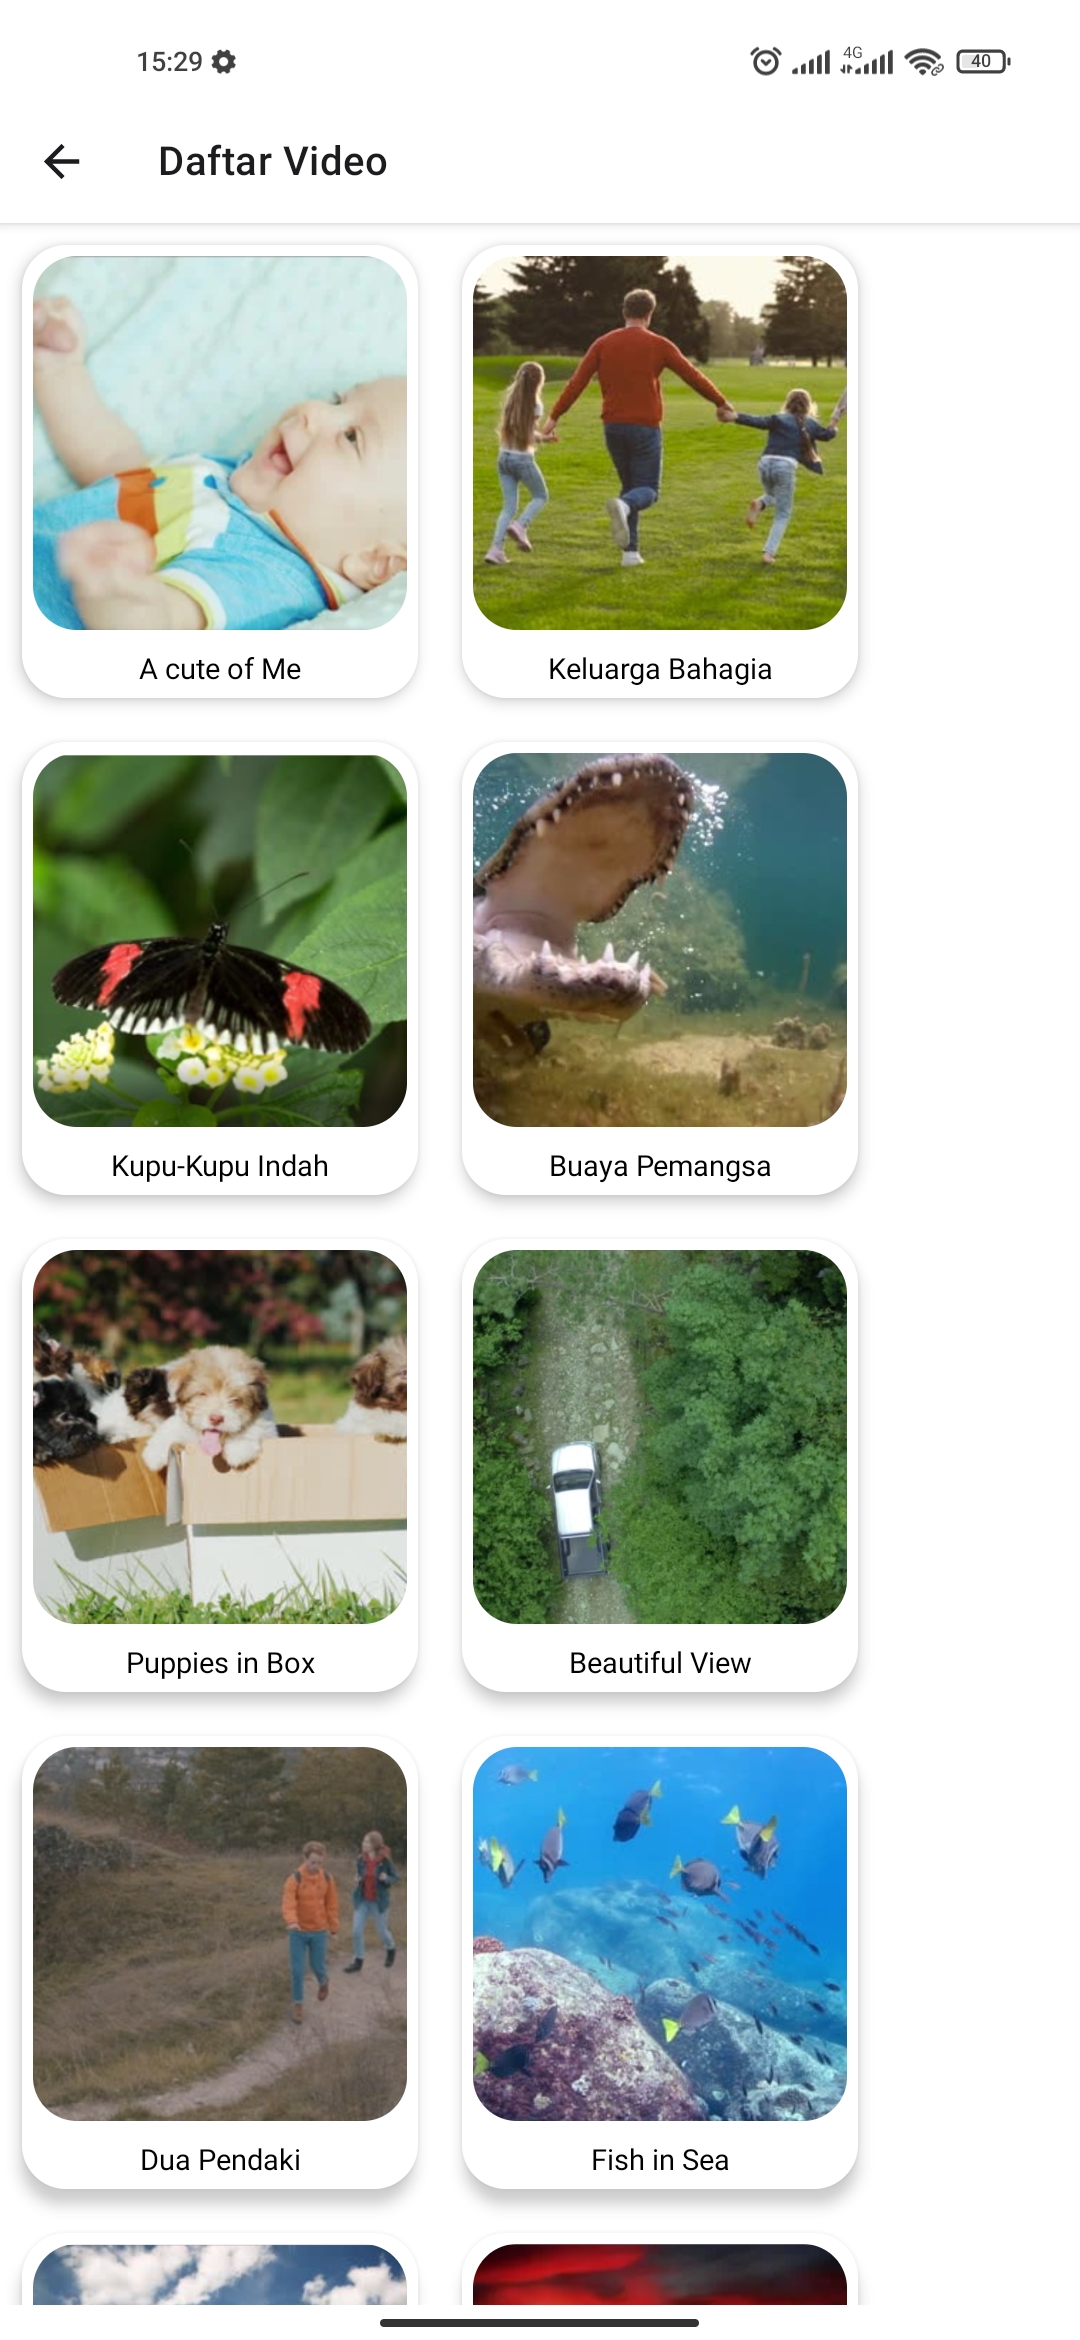 15:29
4G
40
Daftar Video
A cute of Me
Keluarga Bahagia
Kupu-Kupu Indah
Buaya Pemangsa
Puppies in Box
Beautiful View
Dua Pendaki
Fish in Sea